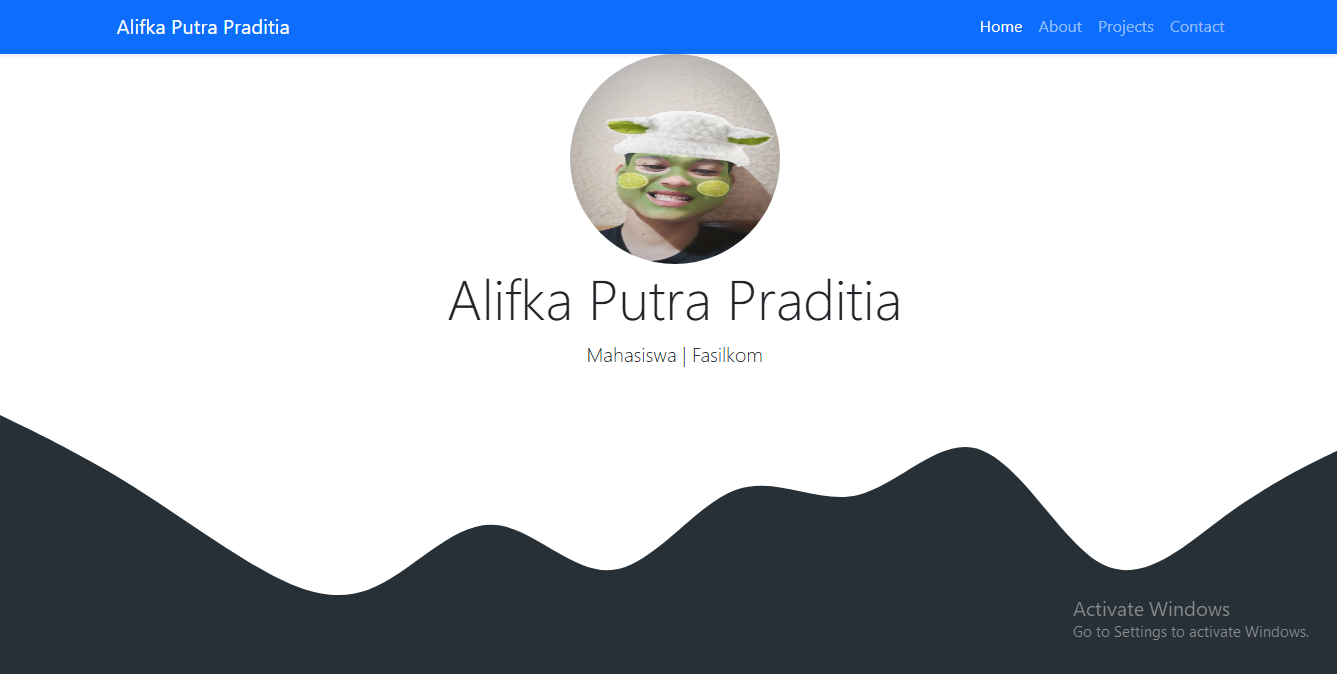 Alifka Putra Praditia
Home About Projects Contact
Alifka Putra Praditia
Mahasiswa | Fasilkom
Activate Windows
Go to Settings to activate Windows.